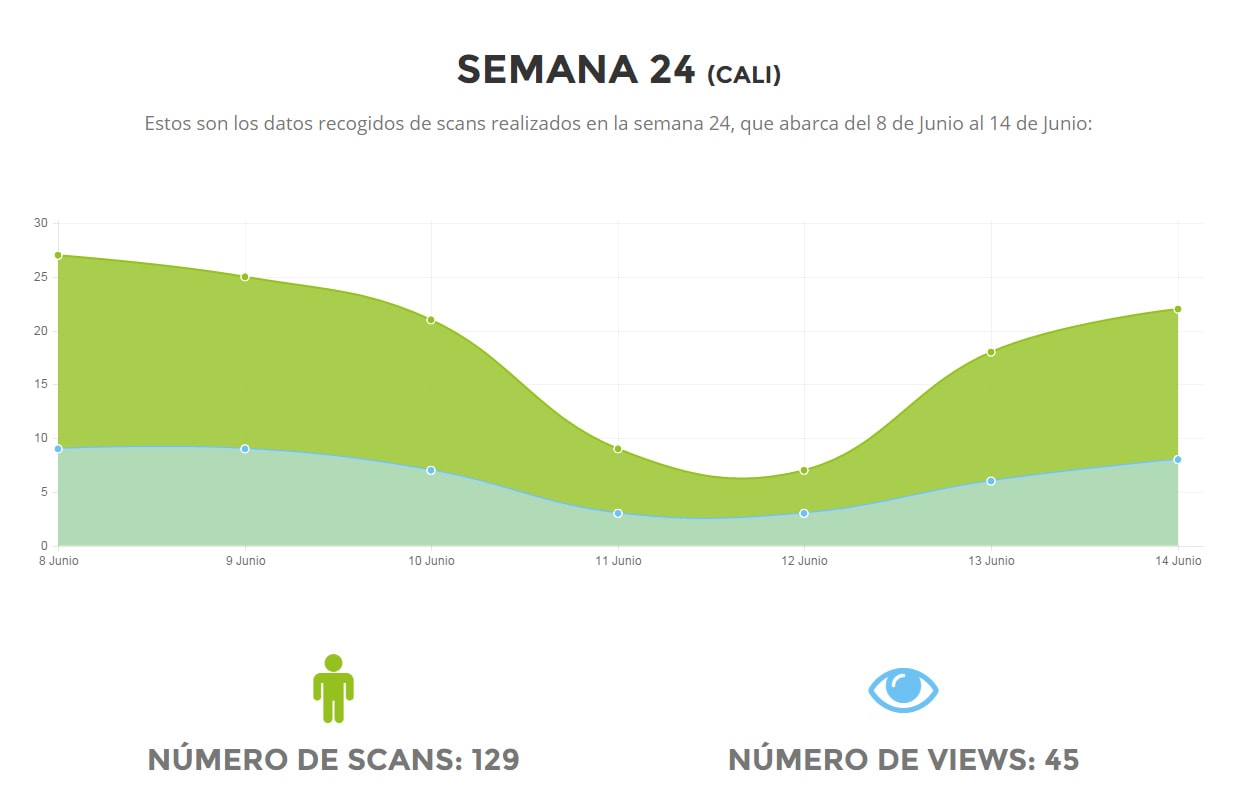 SEMANA 24 (CALI)
Estos son los datos recogidos de scans realizados en la semana 24, que abarca del 8 de Junio al 14 de Junio:
30
25
20
15
10
5
0
8 Junio 9 Junio 10 Junio 11 Junio 12 Junio 13 Junio 14 Junio
NÚMERO DE SCANS: 129 NÚMERO DE VIEWS: 45